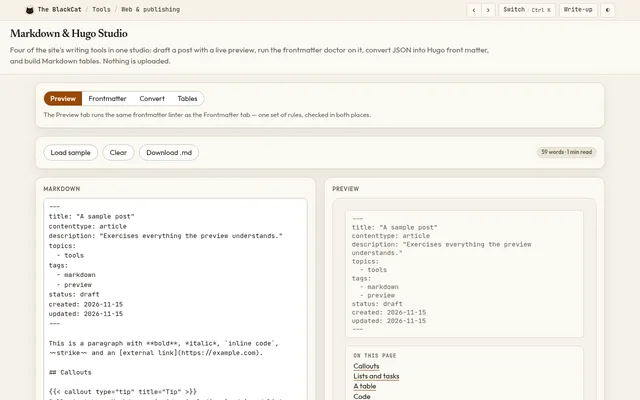 The BlackCat / Tools / Web & publishing
‹ › Switch Ctrl K Write-up
Markdown & Hugo Studio
Four of the site's writing tools in one studio: draft a post with a live preview, run the frontmatter doctor on it, convert JSON into Hugo front matter,
and build Markdown tables. Nothing is uploaded.
Preview Frontmatter Convert Tables
The Preview tab runs the same frontmatter linter as the Frontmatter tab — one set of rules, checked in both places.
Load sample Clear Download .md
59 words · 1 min read
MARKDOWN
---
title: "A sample post"
contenttype: article
description: "Exercises everything the preview understands."
topics:
  - tools
tags:
  - markdown
  - preview
status: draft
created: 2026-11-15
updated: 2026-11-15
---
This is a paragraph with **bold**, *italic*, `inline code`,
~~strike~~ and an [external link](https://example.com).
## Callouts
{{< callout type="tip" title="Tip" >}}
PREVIEW
---
title: "A sample post"
contenttype: article
description: "Exercises everything the preview
understands."
topics:
  - tools
tags:
  - markdown
  - preview
status: draft
created: 2026-11-15
updated: 2026-11-15
---
ON THIS PAGE
Callouts
Lists and tasks
A table
Code